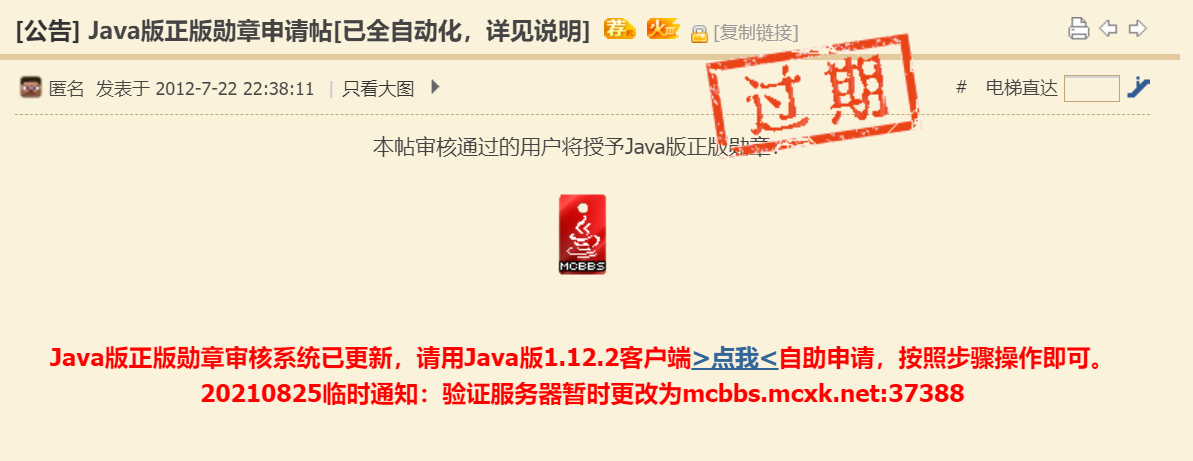 [公告] Java版正版勋章申请帖[已全自动化，详见说明] 荐 火 [复制链接]
过期
匿名 发表于 2012-7-22 22:38:11 | 只看大图
# 电梯直达
本帖审核通过的用户将授予Java版正版勋章！
MCBBS
Java版正版勋章审核系统已更新，请用Java版1.12.2客户端>点我<自助申请，按照步骤操作即可。
20210825临时通知：验证服务器暂时更改为mcbbs.mcxk.net:37388